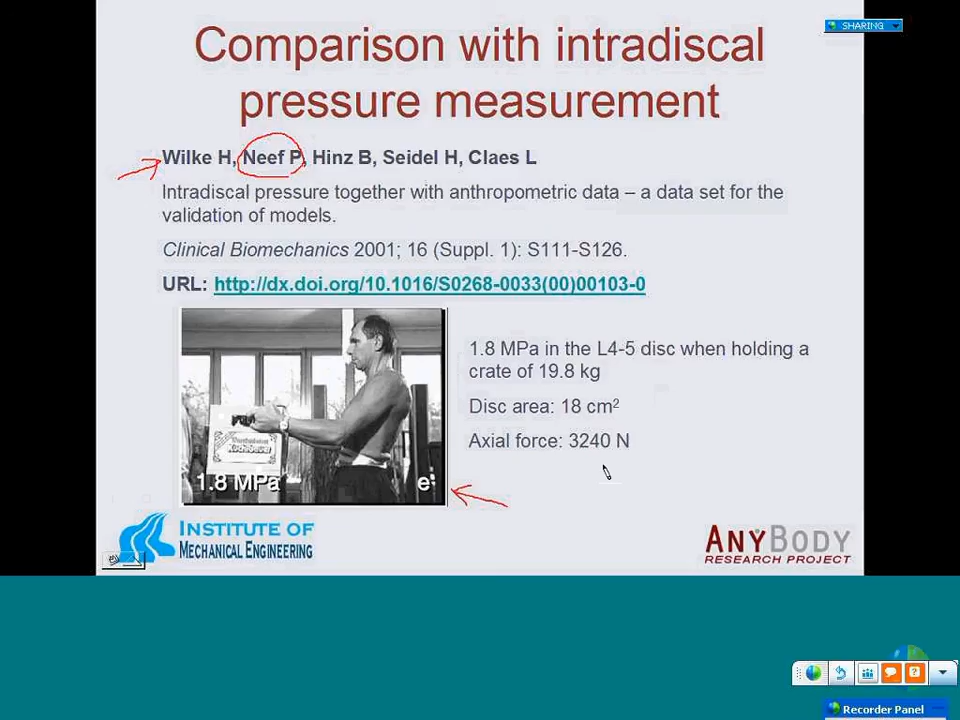 SHARING
Comparison with intradiscal
pressure measurement
Wilke H, Neef P, Hinz B, Seidel H, Claes L
Intradiscal pressure together with anthropometric data – a data set for the
validation of models.
Clinical Biomechanics 2001; 16 (Suppl. 1): S111-S126.
URL: http://dx.doi.org/10.1016/S0268-0033(00)00103-0
1.8 MPa in the L4-5 disc when holding a
crate of 19.8 kg
Disc area: 18 cm²
Axial force: 3240 N
1.8 MPa
e
INSTITUTE OF
MECHANICAL ENGINEERING
ANYBODY
RESEARCH PROJECT
Recorder Panel